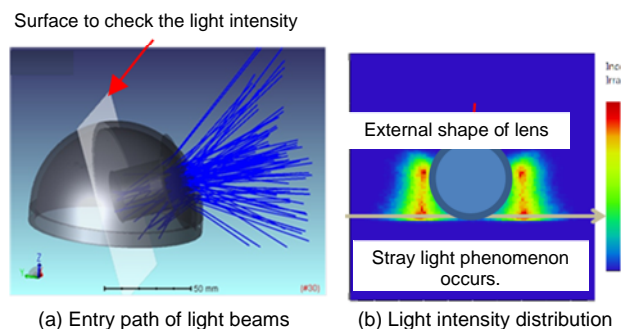 Surface to check the light intensity
External shape of lens
Stray light phenomenon
occurs.
50 mm
(#30)
Z
(a) Entry path of light beams
(b) Light intensity distribution